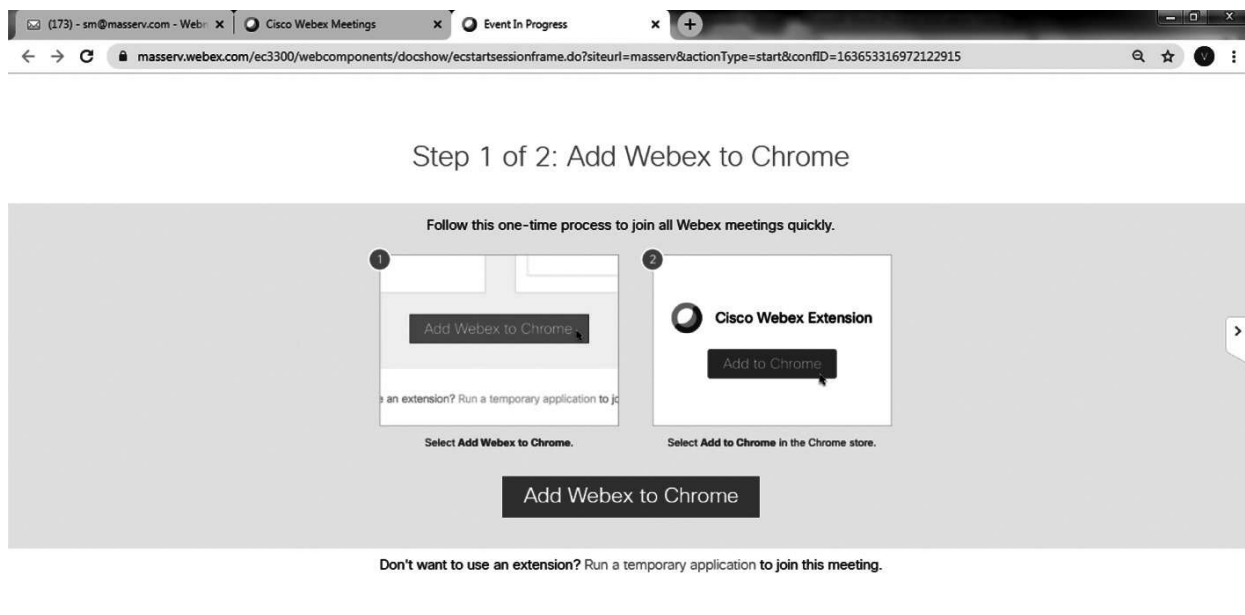 (173) - sm@masserv.com - Webm
Cisco Webex Meetings
Event In Progress
masserv.webex.com/ec3300/webcomponents/docshow/ecstartsessionframe.do?siteurl=masserv&actionType=start&confID=163653316972122915
V
Step 1 of 2: Add Webex to Chrome
Follow this one-time process to join all Webex meetings quickly.
1
Add Webex to Chrome
e an extension? Run a temporary application to jo
Select Add Webex to Chrome.
2
Cisco Webex Extension
Add to Chrome
Select Add to Chrome in the Chrome store.
Add Webex to Chrome
Don't want to use an extension? Run a temporary application to join this meeting.